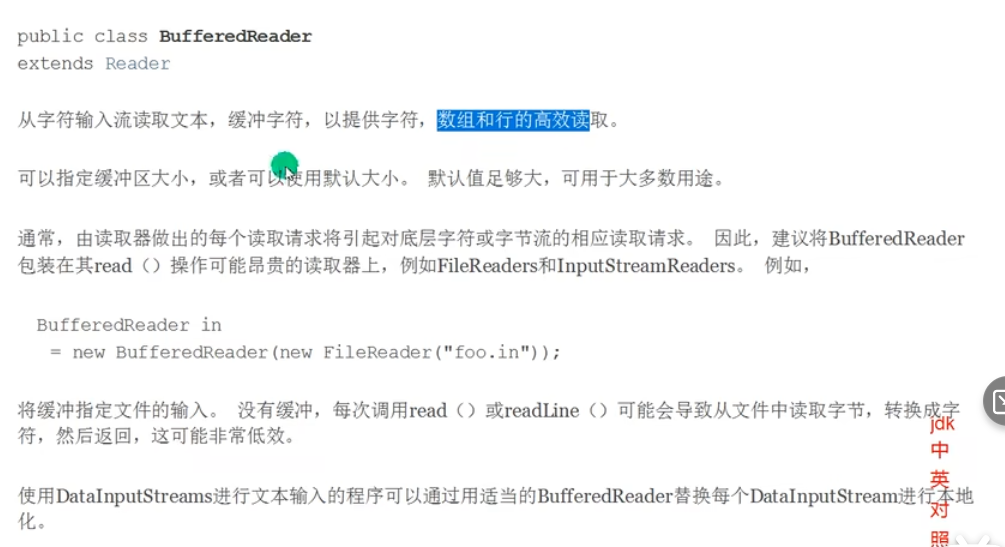 public class BufferedReader
extends Reader
从字符输入流读取文本，缓冲字符，以提供字符，数组和行的高效读取。
可以指定缓冲区大小，或者可以使用默认大小。 默认值足够大，可用于大多数用途。
通常，由读取器做出的每个读取请求将引起对底层字符或字节流的相应读取请求。 因此，建议将BufferedReader
包装在其read（）操作可能昂贵的读取器上，例如FileReaders和InputStreamReaders。 例如，
BufferedReader in
= new BufferedReader(new FileReader("foo.in"));
将缓冲指定文件的输入。 没有缓冲，每次调用read（）或readLine（）可能会导致从文件中读取字节，转换成字
符，然后返回，这可能非常低效。
使用DataInputStreams进行文本输入的程序可以通过用适当的BufferedReader替换每个DataInputStream进行本地
化。
jdk
中
英
对
照